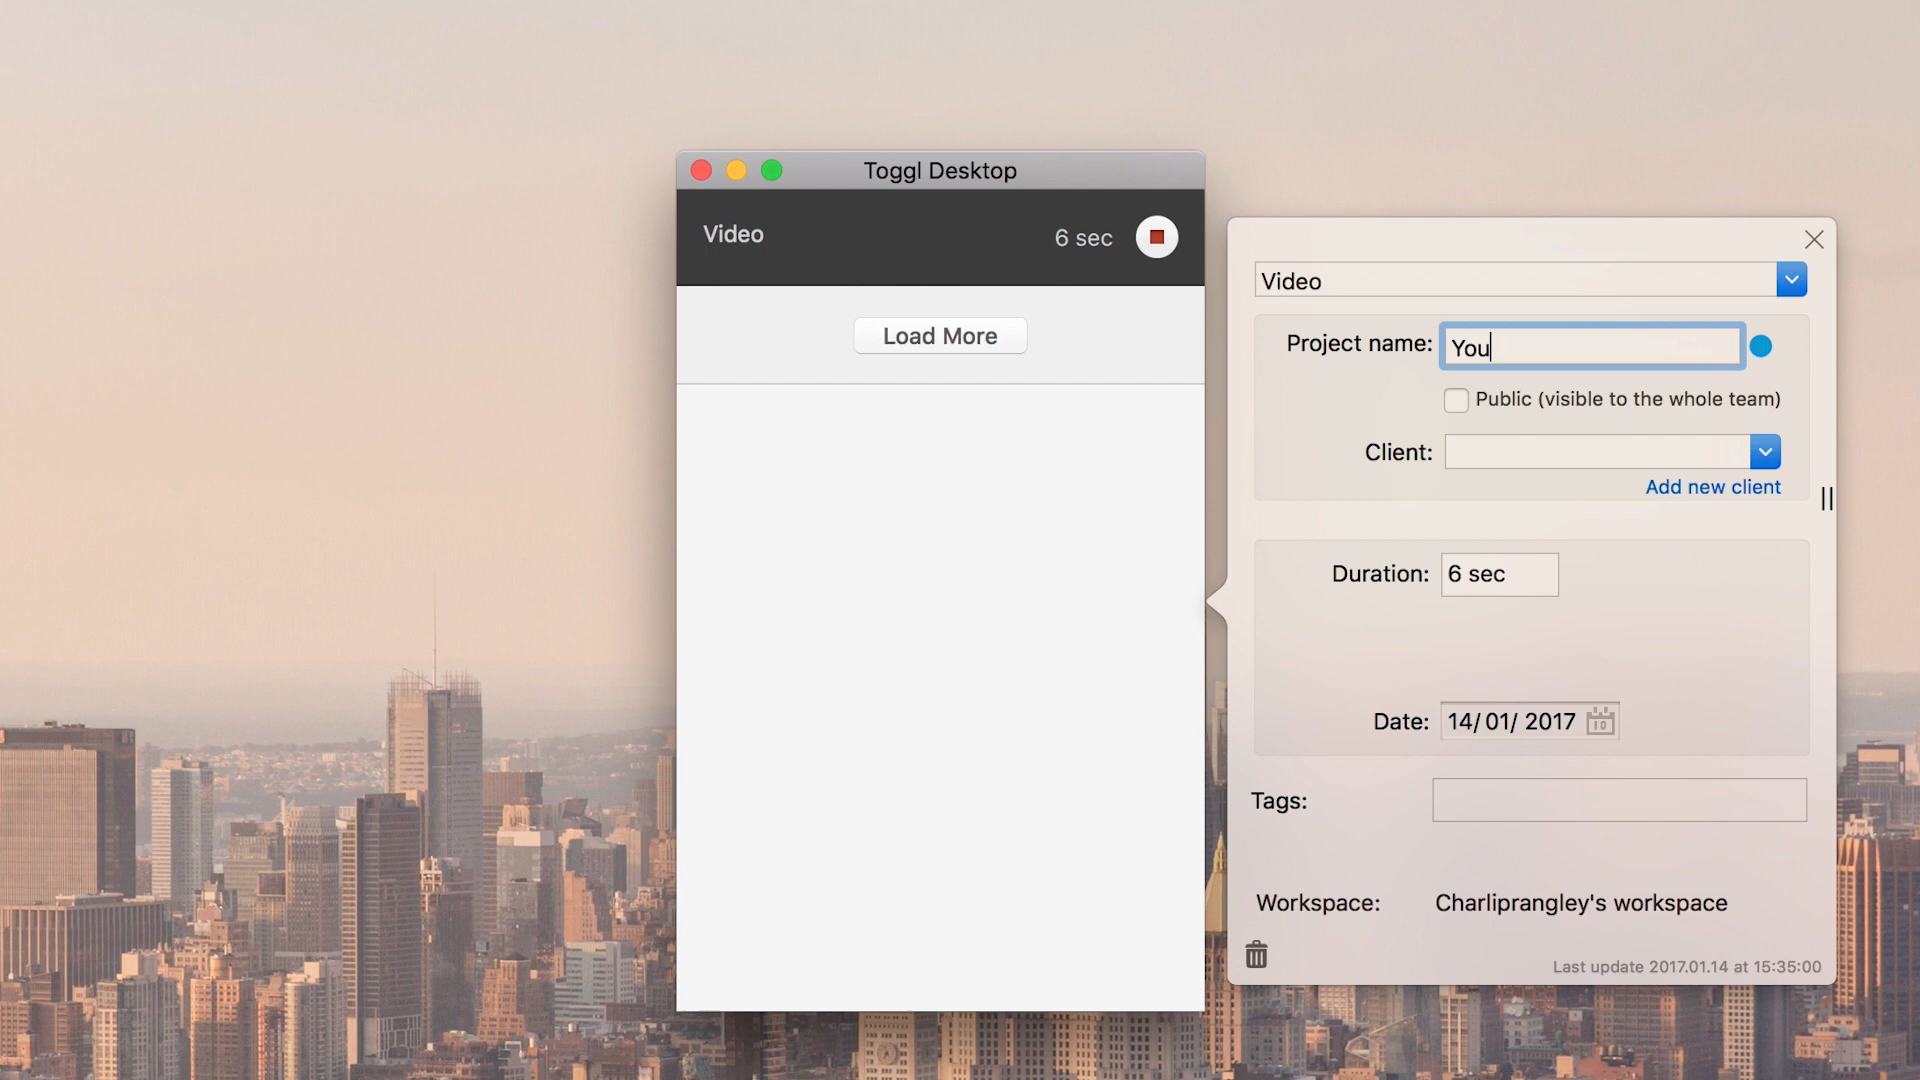 Toggl Desktop
Video
6 sec
Load More
Video
Project name: You
Public (visible to the whole team)
Client:
Add new client
Duration: 6 sec
Date: 14/ 01/ 2017
Tags:
Workspace: Charliprangley's workspace
Last update 2017.01.14 at 15:35:00